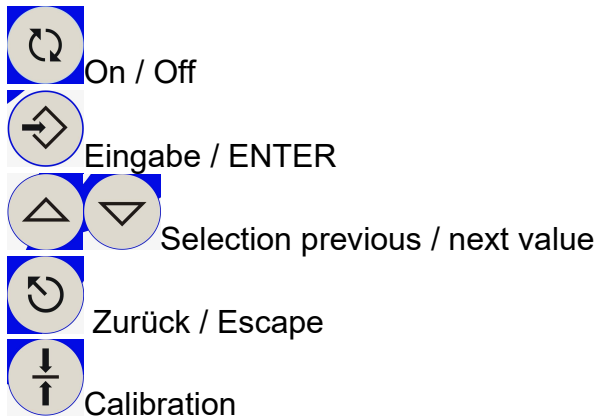 On / Off
Eingabe / ENTER
Selection previous / next value
Zurück / Escape
Calibration